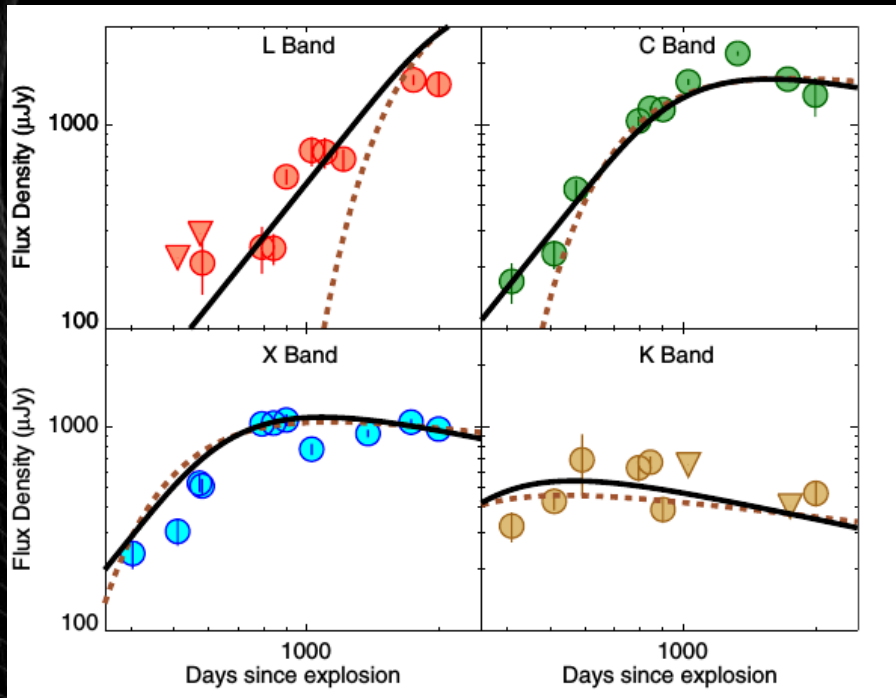 L Band
C Band
Flux Density (μJy)
1000
100
X Band
K Band
Flux Density (μJy)
1000
100
1000
1000
Days since explosion
Days since explosion